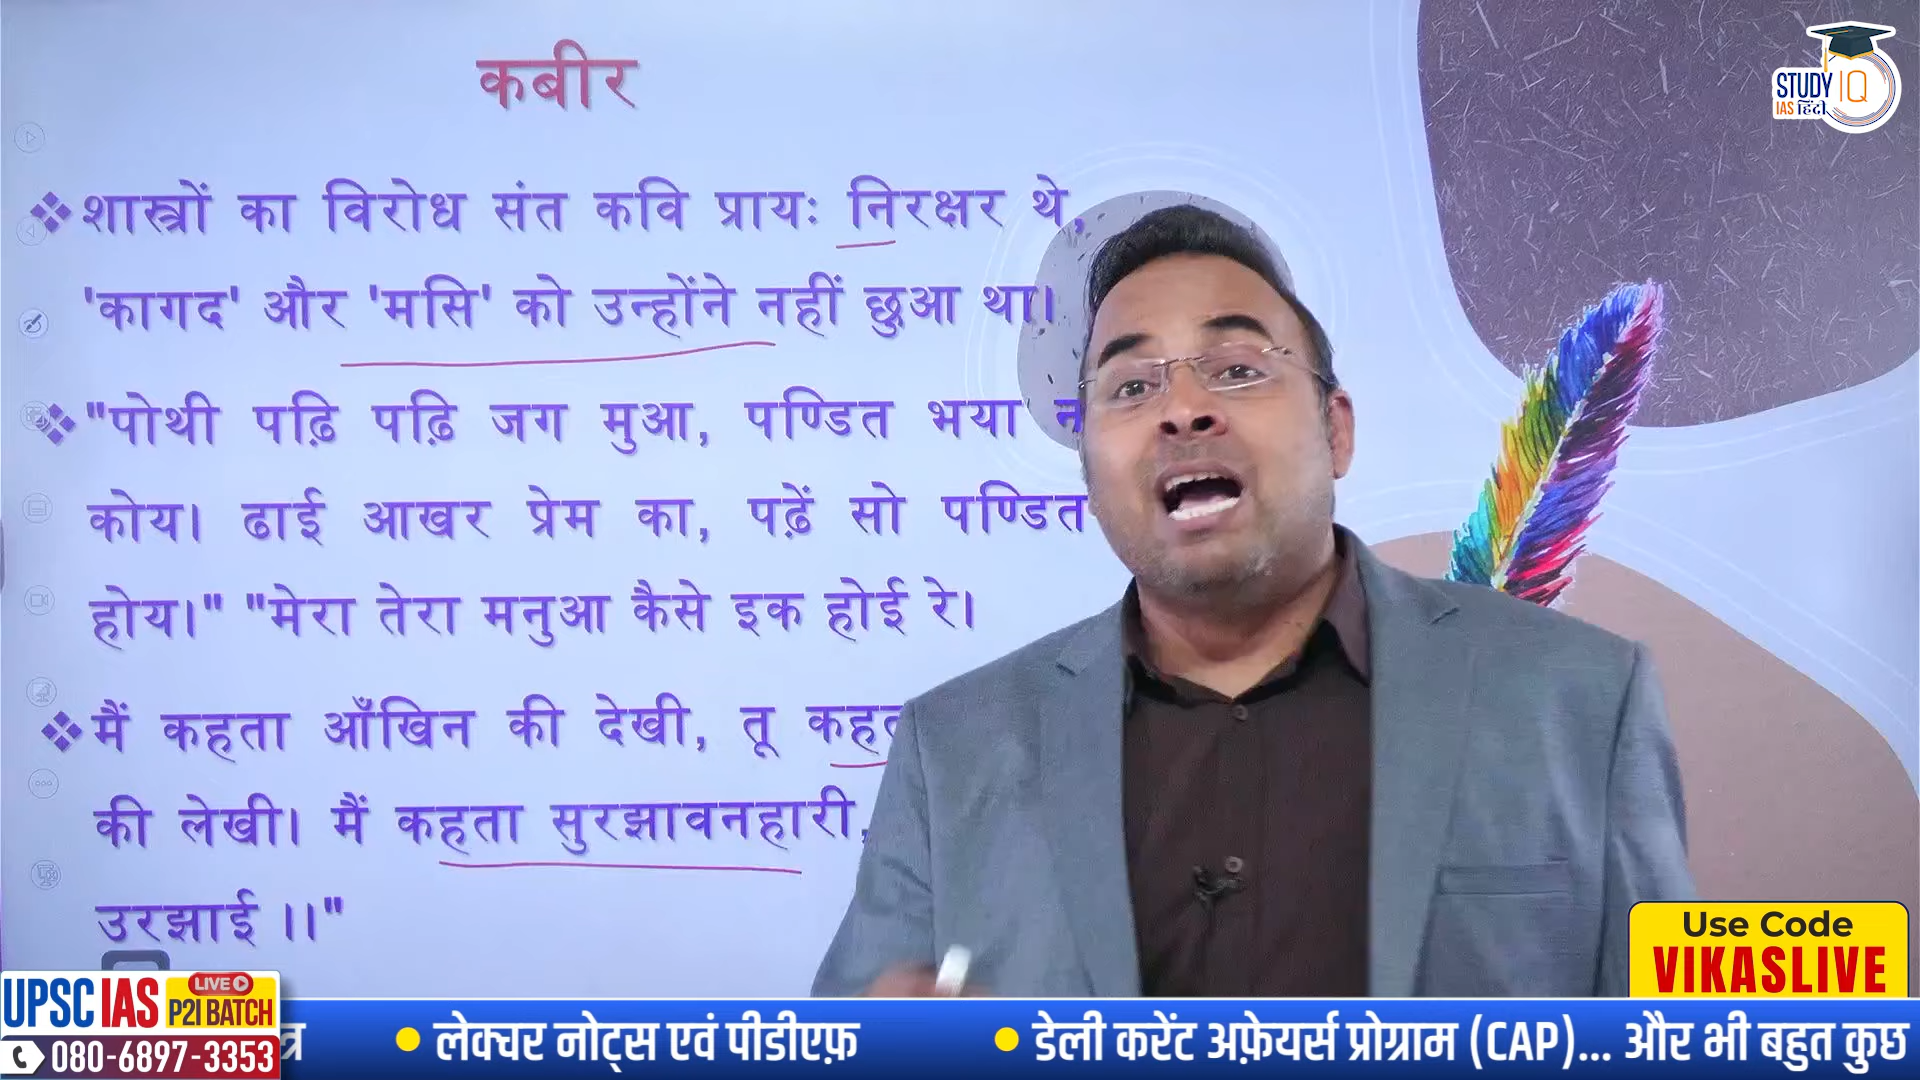 कबीर
STUDY IQ
IAS हिंदी
❖शास्त्रों का विरोध संत कवि प्रायः निरक्षर थे,
'कागद' और 'मसि' को उन्होंने नहीं छुआ था।
❖"पोथी पढ़ि पढ़ि जग मुआ, पण्डित भया न
कोय। ढाई आखर प्रेम का, पढ़ें सो पण्डित
होय।" "मेरा तेरा मनुआ कैसे इक होई रे।
❖मैं कहता आँखिन की देखी, तू
की लेखी। मैं कहता सुरझावनहारी,
उरझाई ।।"
Use Code
VIKASLIVE
UPSC IAS LIVE
P2I BATCH
080-6897-3353
• लेक्चर नोट्स एवं पीडीएफ़ • डेली करेंट अफ़ेयर्स प्रोग्राम (CAP)... और भी बहुत कुछ